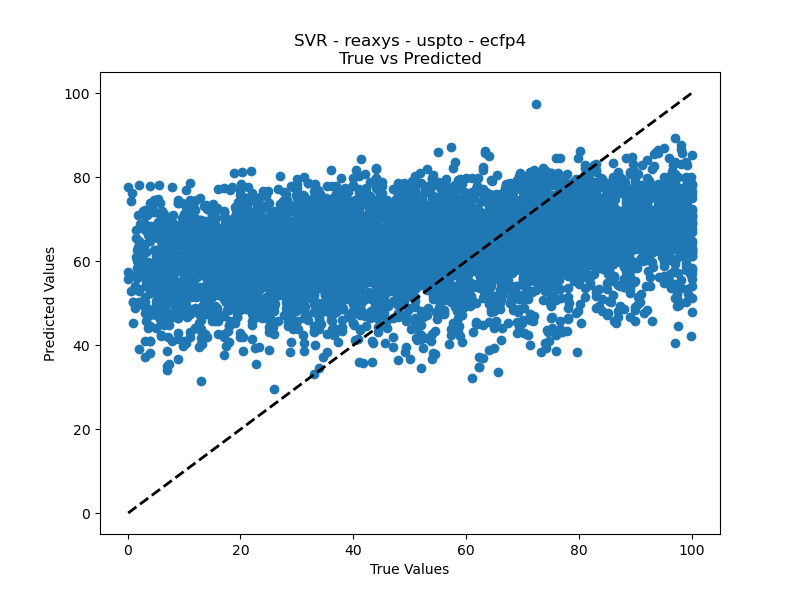 SVR - reaxys - uspto - ecfp4
True vs Predicted
Predicted Values
100
80
60
40
20
0
0 20 40 60 80 100
True Values